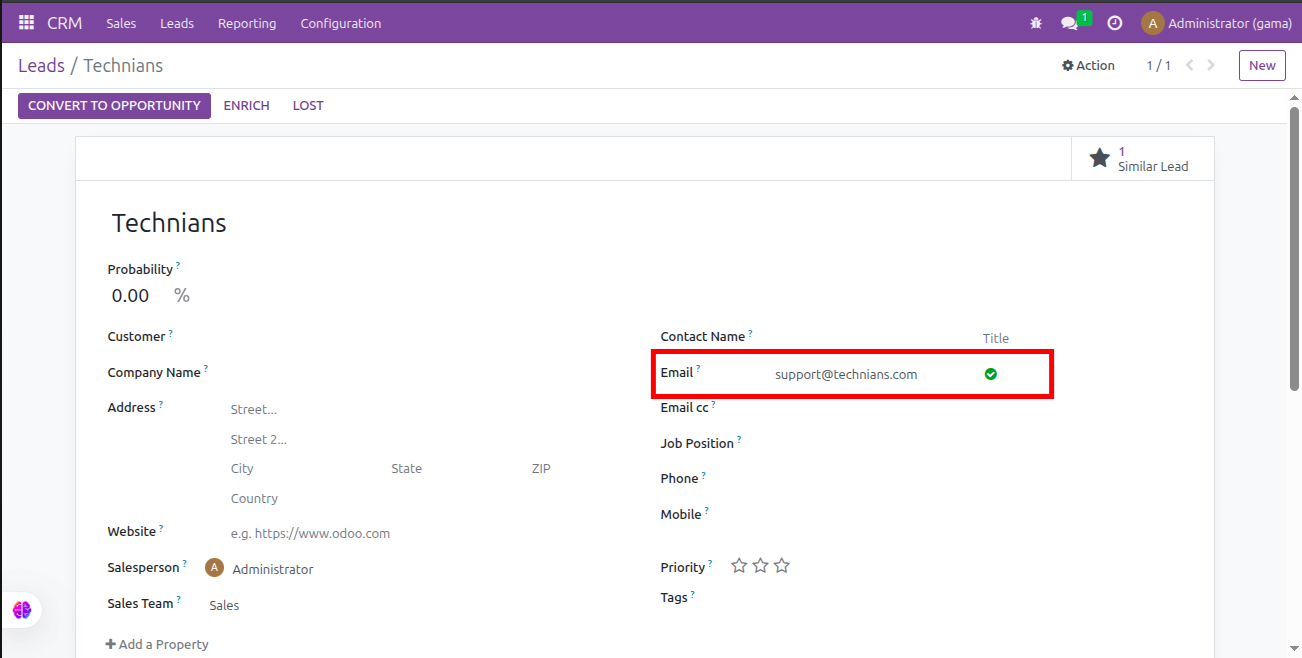 CRM Sales Leads Reporting Configuration 1 A Administrator (gama)
Leads / Technians Action 1 / 1 New
CONVERT TO OPPORTUNITY ENRICH LOST
1
Similar Lead
Technians
Probability ?
0.00 %
Customer ? Contact Name ? Title
Company Name ? Email ? support@technians.com
Address ? Street... Email cc ?
Street 2... Job Position ?
City State ZIP Phone ?
Country
Mobile ?
Website ? e.g. https://www.odoo.com
Salesperson ? A Administrator Priority ?
Sales Team ? Sales Tags ?
+ Add a Property